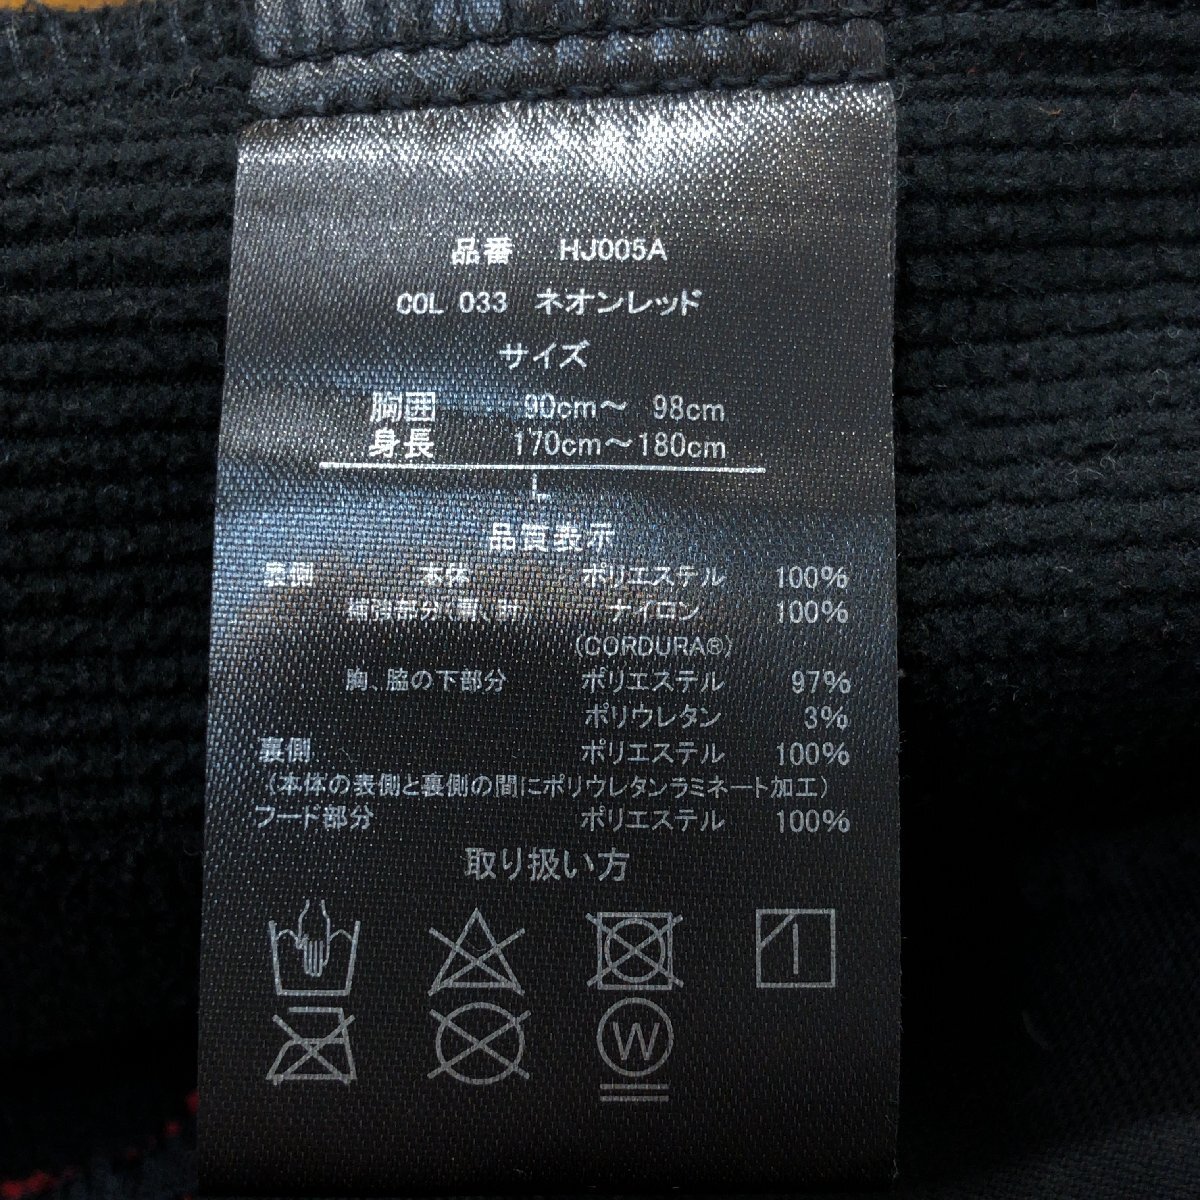 品番 HJ005A
COL 033 ネオンレッド
サイズ
胸囲 90cm～ 98cm
身長 170cm～180cm
L
品質表示
表側 本体 ポリエステル 100%
補強部分(肩、肘) ナイロン 100%
(CORDURA®)
胸、脇の下部分 ポリエステル 97%
ポリウレタン 3%
裏側 ポリエステル 100%
(本体の表側と裏側の間にポリウレタンラミネート加工)
フード部分 ポリエステル 100%
取り扱い方
W